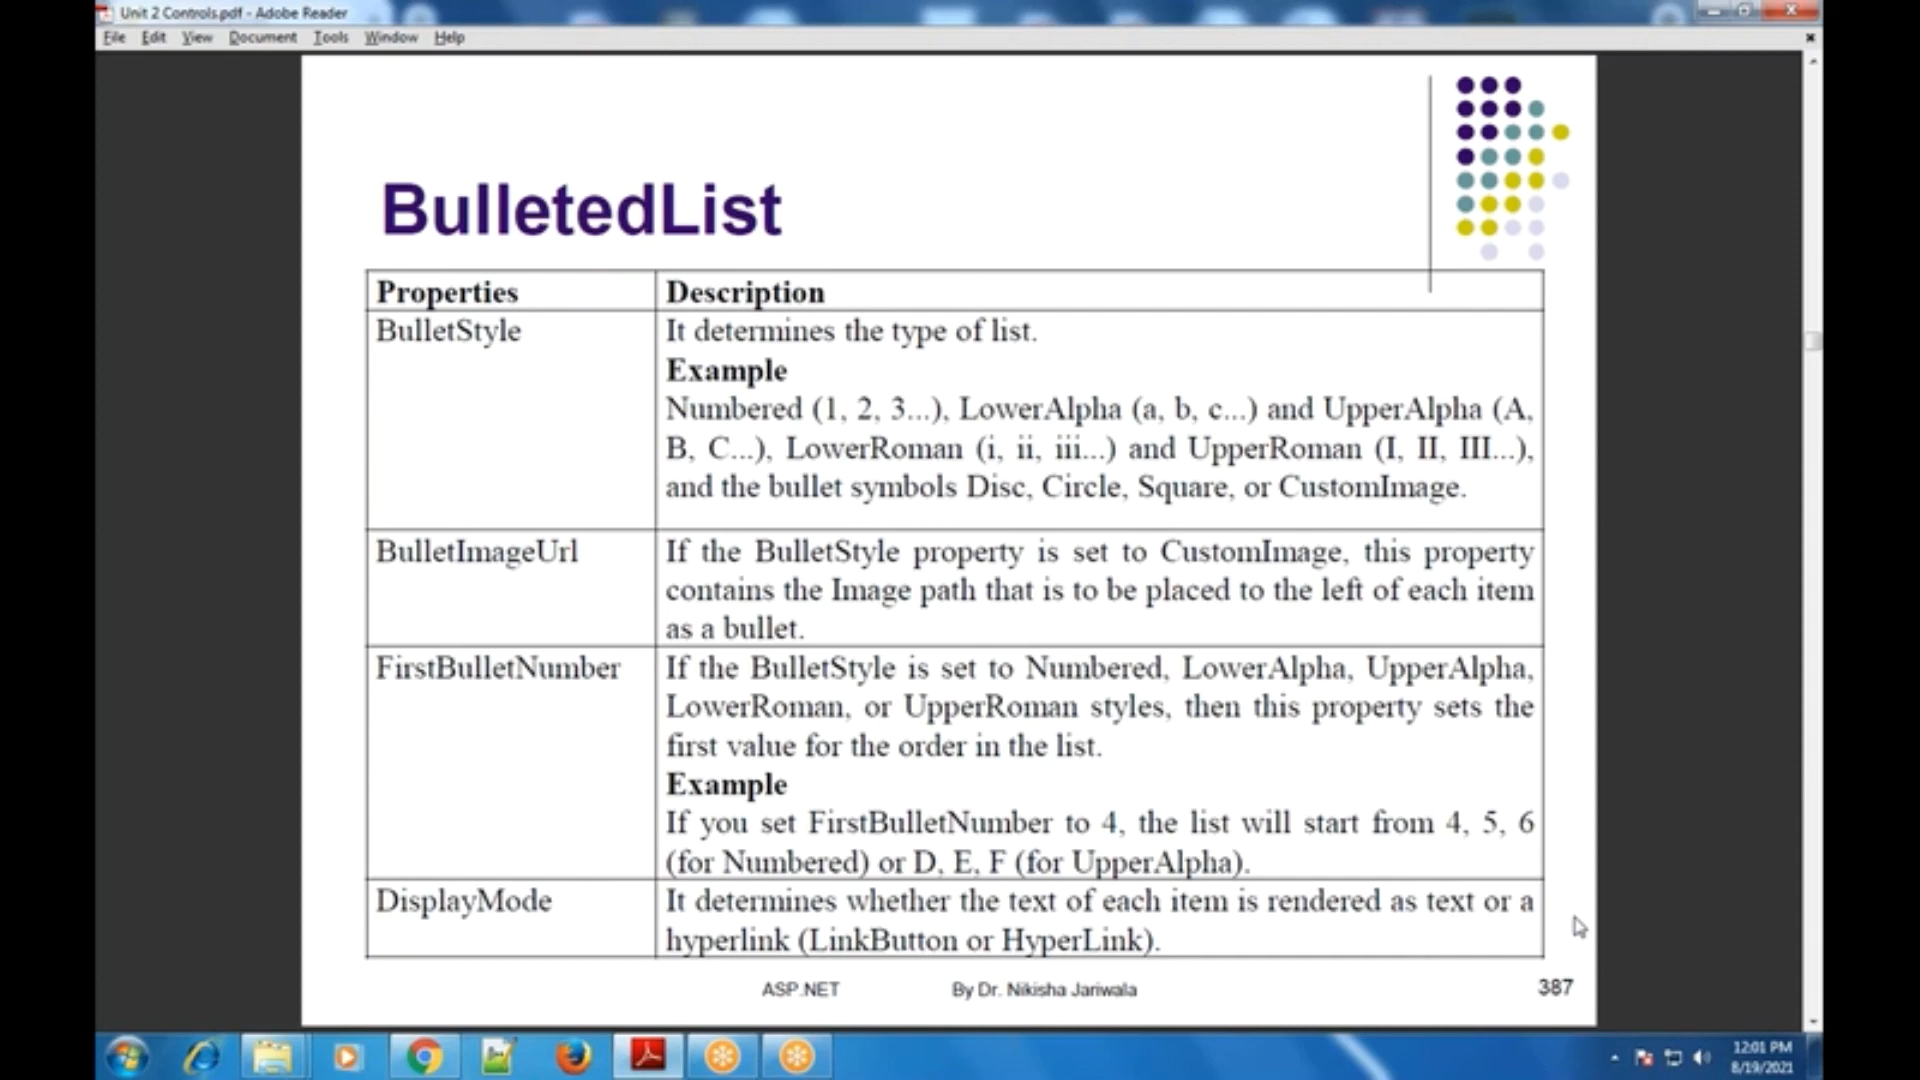 Unit 2 Controls.pdf - Adobe Reader
File Edit View Document Tools Window Help
BulletedList
Properties Description
BulletStyle It determines the type of list.
Example
Numbered (1, 2, 3...), LowerAlpha (a, b, c...) and UpperAlpha (A,
B, C...), LowerRoman (i, ii, iii...) and UpperRoman (I, II, III...),
and the bullet symbols Disc, Circle, Square, or CustomImage.
BulletImageUrl If the BulletStyle property is set to CustomImage, this property
contains the Image path that is to be placed to the left of each item
as a bullet.
FirstBulletNumber If the BulletStyle is set to Numbered, LowerAlpha, UpperAlpha,
LowerRoman, or UpperRoman styles, then this property sets the
first value for the order in the list.
Example
If you set FirstBulletNumber to 4, the list will start from 4, 5, 6
(for Numbered) or D, E, F (for UpperAlpha).
DisplayMode It determines whether the text of each item is rendered as text or a
hyperlink (LinkButton or HyperLink).
ASP.NET By Dr. Nikisha Jariwala 387
12:01 PM
8/19/2021